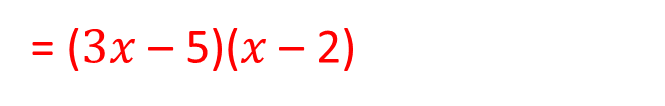 = (3𝑥 − 5)(𝑥 − 2)